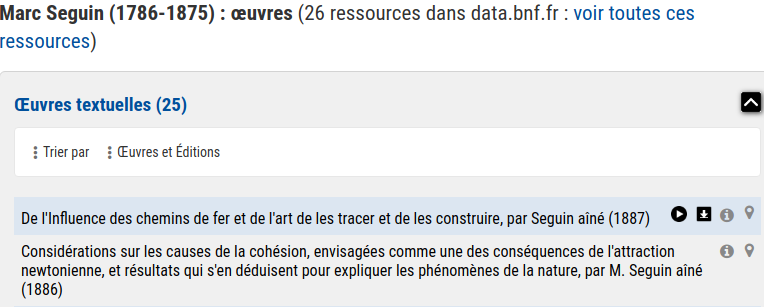 Marc Seguin (1786-1875) : œuvres (26 ressources dans data.bnf.fr : voir toutes ces
ressources)
Œuvres textuelles (25)
Trier par Œuvres et Éditions
De l'Influence des chemins de fer et de l'art de les tracer et de les construire, par Seguin aîné (1887)
Considérations sur les causes de la cohésion, envisagées comme une des conséquences de l'attraction
newtonienne, et résultats qui s'en déduisent pour expliquer les phénomènes de la nature, par M. Seguin aîné
(1886)